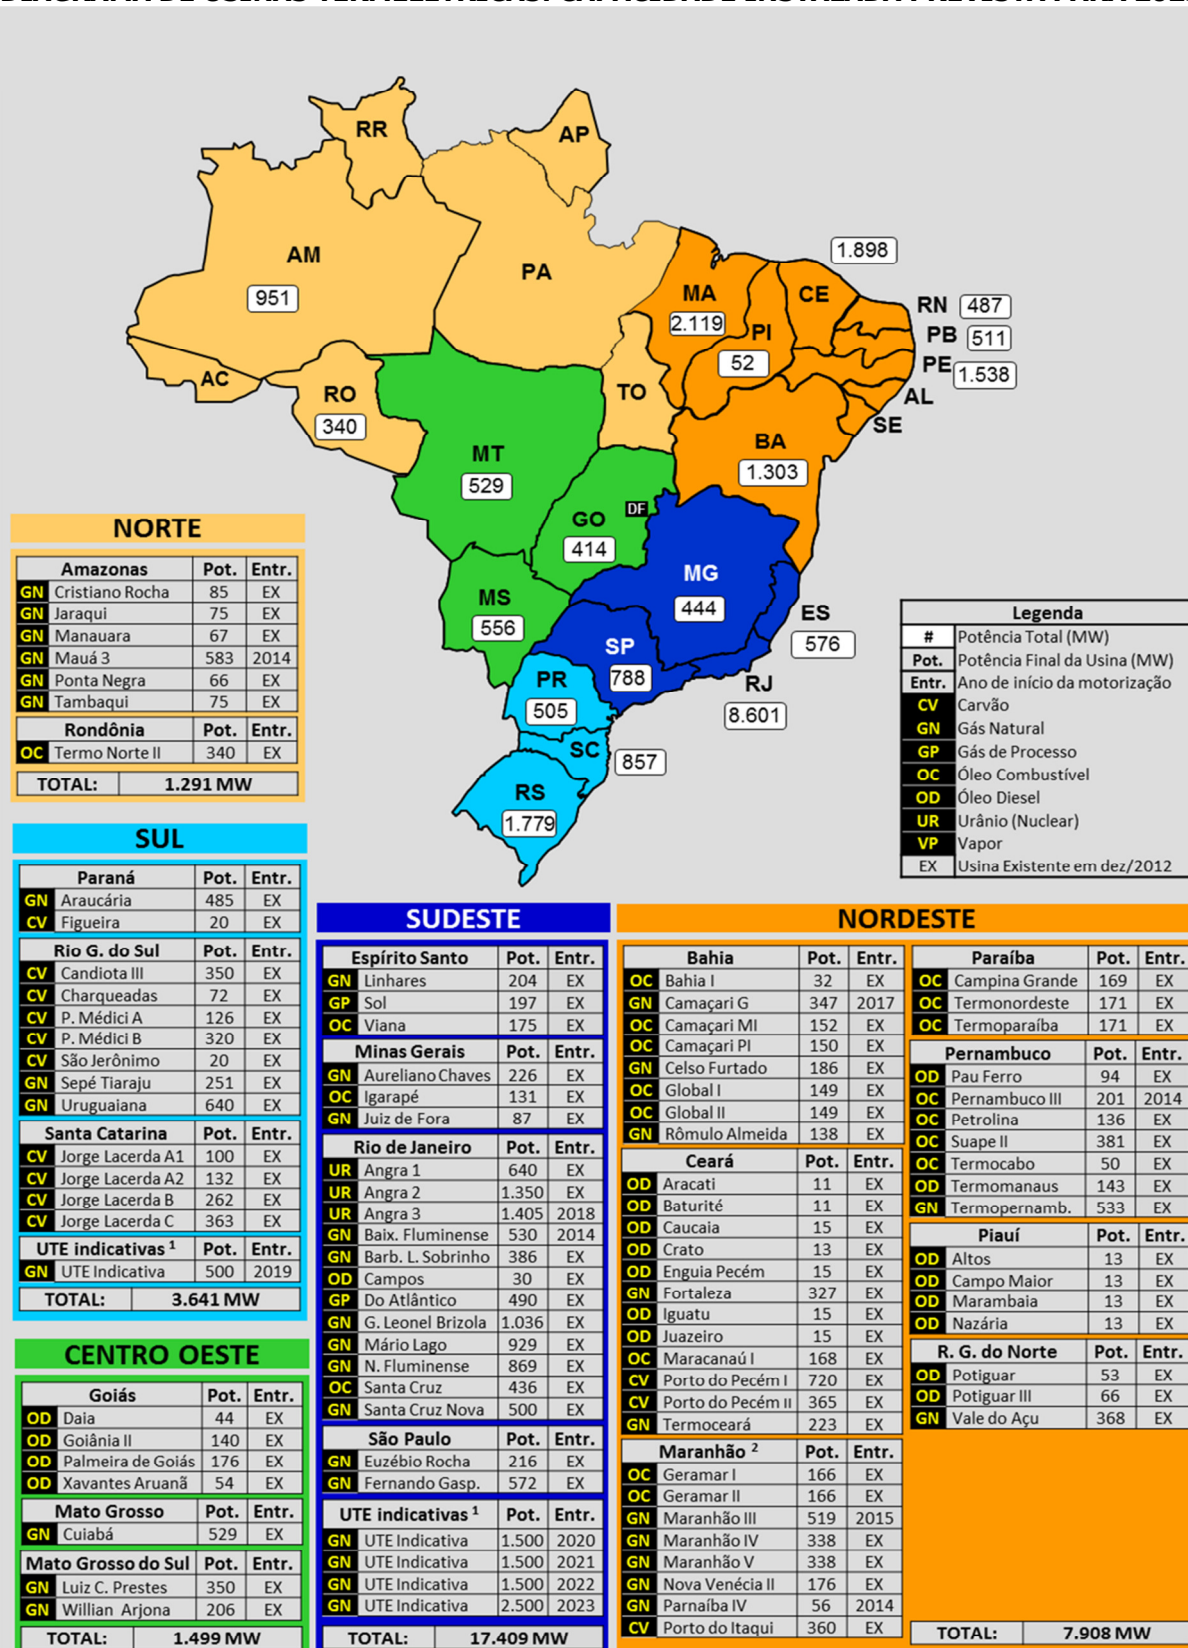 RR
AP
AM
951
PA
1.898
MA
2.119
CE
PI
52
RN 487
PB 511
PE 1.538
AL
SE
AC
RO
340
TO
BA
1.303
MT
529
DF
GO
414
MG
444
MS
556
ES
576
SP
788
RJ
8.601
PR
505
SC
857
RS
1.779
NORTE
Amazonas Pot. Entr.
GN Cristiano Rocha 85 EX
GN Jaraqui 75 EX
GN Manauara 67 EX
GN Mauá 3 583 2014
GN Ponta Negra 66 EX
GN Tambaqui 75 EX
Rondônia Pot. Entr.
OC Termo Norte II 340 EX
TOTAL: 1.291 MW
Legenda
# Potência Total (MW)
Pot. Potência Final da Usina (MW)
Entr. Ano de início da motorização
CV Carvão
GN Gás Natural
GP Gás de Processo
OC Óleo Combustível
OD Óleo Diesel
UR Urânio (Nuclear)
VP Vapor
EX Usina Existente em dez/2012
SUL
Paraná Pot. Entr.
GN Araucária 485 EX
CV Figueira 20 EX
Rio G. do Sul Pot. Entr.
CV Candiota III 350 EX
CV Charqueadas 72 EX
CV P. Médici A 126 EX
CV P. Médici B 320 EX
CV São Jerônimo 20 EX
GN Sepé Tiaraju 251 EX
GN Uruguaiana 640 EX
Santa Catarina Pot. Entr.
CV Jorge Lacerda A1 100 EX
CV Jorge Lacerda A2 132 EX
CV Jorge Lacerda B 262 EX
CV Jorge Lacerda C 363 EX
UTE indicativas ¹ Pot. Entr.
GN UTE Indicativa 500 2019
TOTAL: 3.641 MW
CENTRO OESTE
Goiás Pot. Entr.
OD Daia 44 EX
OD Goiânia II 140 EX
OD Palmeira de Goiás 176 EX
OD Xavantes Aruanã 54 EX
Mato Grosso Pot. Entr.
GN Cuiabá 529 EX
Mato Grosso do Sul Pot. Entr.
GN Luiz C. Prestes 350 EX
GN Willian Arjona 206 EX
TOTAL: 1.499 MW
SUDESTE
Espírito Santo Pot. Entr.
GN Linhares 204 EX
GP Sol 197 EX
OC Viana 175 EX
Minas Gerais Pot. Entr.
GN Aureliano Chaves 226 EX
OC Igarapé 131 EX
GN Juiz de Fora 87 EX
Rio de Janeiro Pot. Entr.
UR Angra 1 640 EX
UR Angra 2 1.350 EX
UR Angra 3 1.405 2018
GN Baix. Fluminense 530 2014
GN Barb. L. Sobrinho 386 EX
OD Campos 30 EX
GP Do Atlântico 490 EX
GN G. Leonel Brizola 1.036 EX
GN Mário Lago 929 EX
GN N. Fluminense 869 EX
OC Santa Cruz 436 EX
GN Santa Cruz Nova 500 EX
São Paulo Pot. Entr.
GN Euzébio Rocha 216 EX
GN Fernando Gasp. 572 EX
UTE indicativas ¹ Pot. Entr.
GN UTE Indicativa 1.500 2020
GN UTE Indicativa 1.500 2021
GN UTE Indicativa 1.500 2022
GN UTE Indicativa 2.500 2023
TOTAL: 17.409 MW
NORDESTE
Bahia Pot. Entr.
OC Bahia I 32 EX
GN Camaçari G 347 2017
OC Camaçari MI 152 EX
OC Camaçari PI 150 EX
GN Celso Furtado 186 EX
OC Global I 149 EX
OC Global II 149 EX
GN Rômulo Almeida 138 EX
Ceará Pot. Entr.
OD Aracati 11 EX
OD Baturité 11 EX
OD Caucaia 15 EX
OD Crato 13 EX
OD Enguia Pecém 15 EX
GN Fortaleza 327 EX
OD Iguatu 15 EX
OD Juazeiro 15 EX
OC Maracanaú I 168 EX
CV Porto do Pecém I 720 EX
CV Porto do Pecém II 365 EX
GN Termoceará 223 EX
Maranhão ² Pot. Entr.
OC Geramar I 166 EX
OC Geramar II 166 EX
GN Maranhão III 519 2015
GN Maranhão IV 338 EX
GN Maranhão V 338 EX
GN Nova Venécia II 176 EX
GN Parnaíba IV 56 2014
CV Porto do Itaqui 360 EX
Paraíba Pot. Entr.
OC Campina Grande 169 EX
OC Termonordeste 171 EX
OC Termoparaíba 171 EX
Pernambuco Pot. Entr.
OD Pau Ferro 94 EX
OC Pernambuco III 201 2014
OC Petrolina 136 EX
OC Suape II 381 EX
OC Termocabo 50 EX
OD Termomanaus 143 EX
GN Termopernamb. 533 EX
Piauí Pot. Entr.
OD Altos 13 EX
OD Campo Maior 13 EX
OD Marambaia 13 EX
OD Nazária 13 EX
R. G. do Norte Pot. Entr.
OD Potiguar 53 EX
OD Potiguar III 66 EX
GN Vale do Açu 368 EX
TOTAL: 7.908 MW